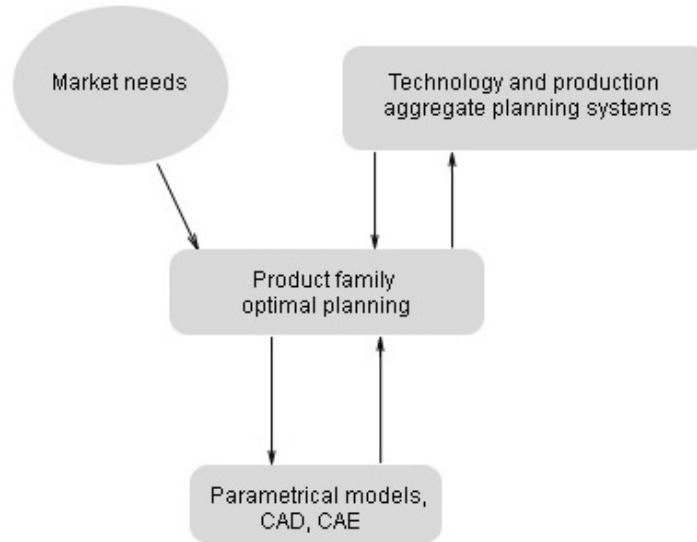 Market needs
Technology and production
aggregate planning systems
Product family
optimal planning
Parametrical models,
CAD, CAE